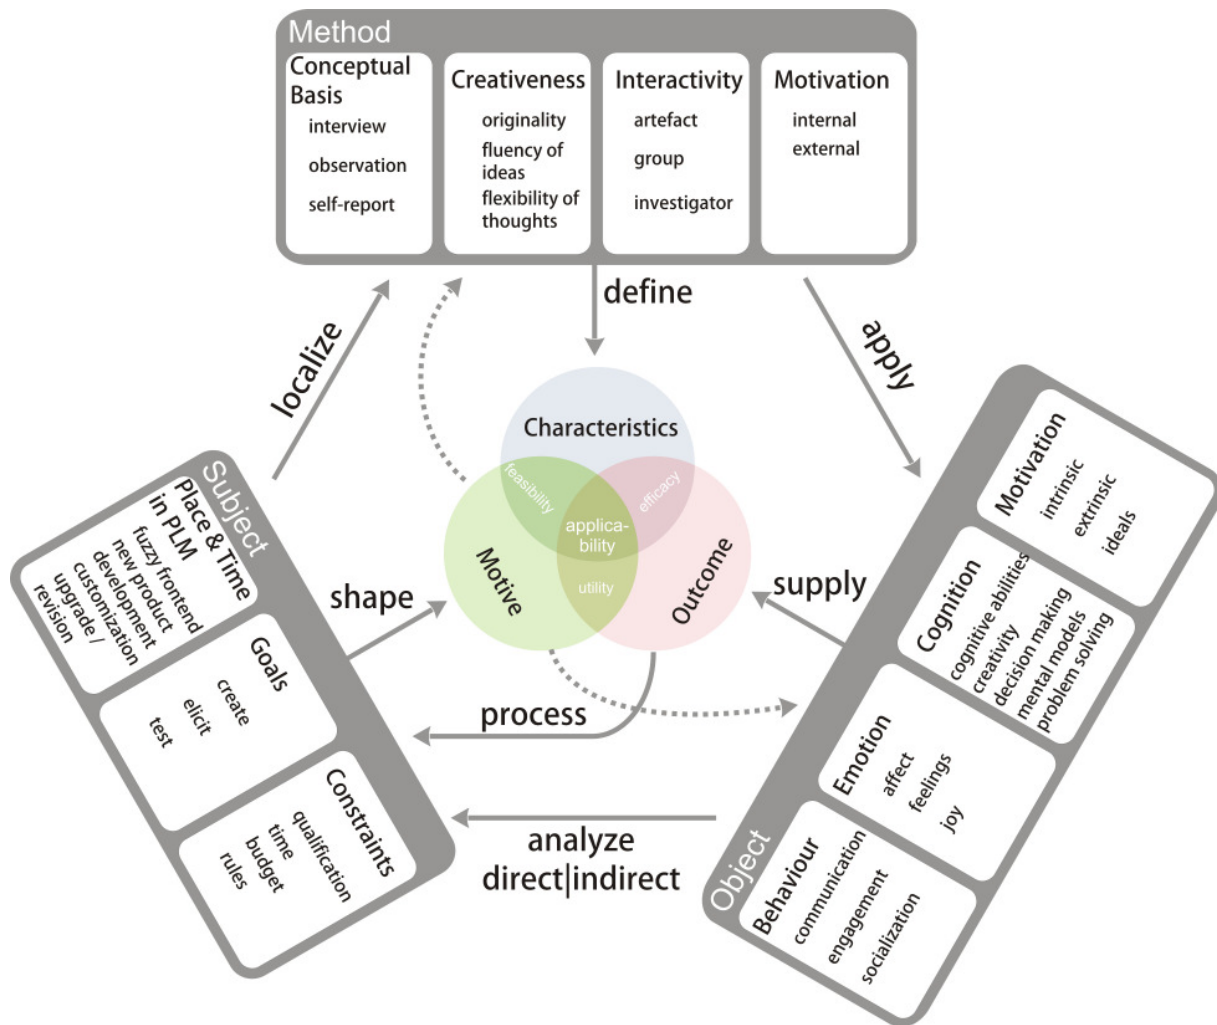 Method
Conceptual
Basis
interview
observation
self-report
Creativeness
originality
fluency of
ideas
flexibility of
thoughts
Interactivity
artefact
group
investigator
Motivation
internal
external
localize
define
apply
Characteristics
feasibility
efficacy
applica-
bility
utility
Motive
Outcome
shape
supply
process
analyze
direct|indirect
Subject
Place & Time
in PLM
fuzzy frontend
new product
development
customization
upgrade /
revision
Goals
create
elicit
test
Constraints
qualification
time
budget
rules
Object
Motivation
intrinsic
extrinsic
ideals
Cognition
cognitive abilities
creativity
decision making
mental models
problem solving
Emotion
affect
feelings
joy
Behaviour
communication
engagement
socialization